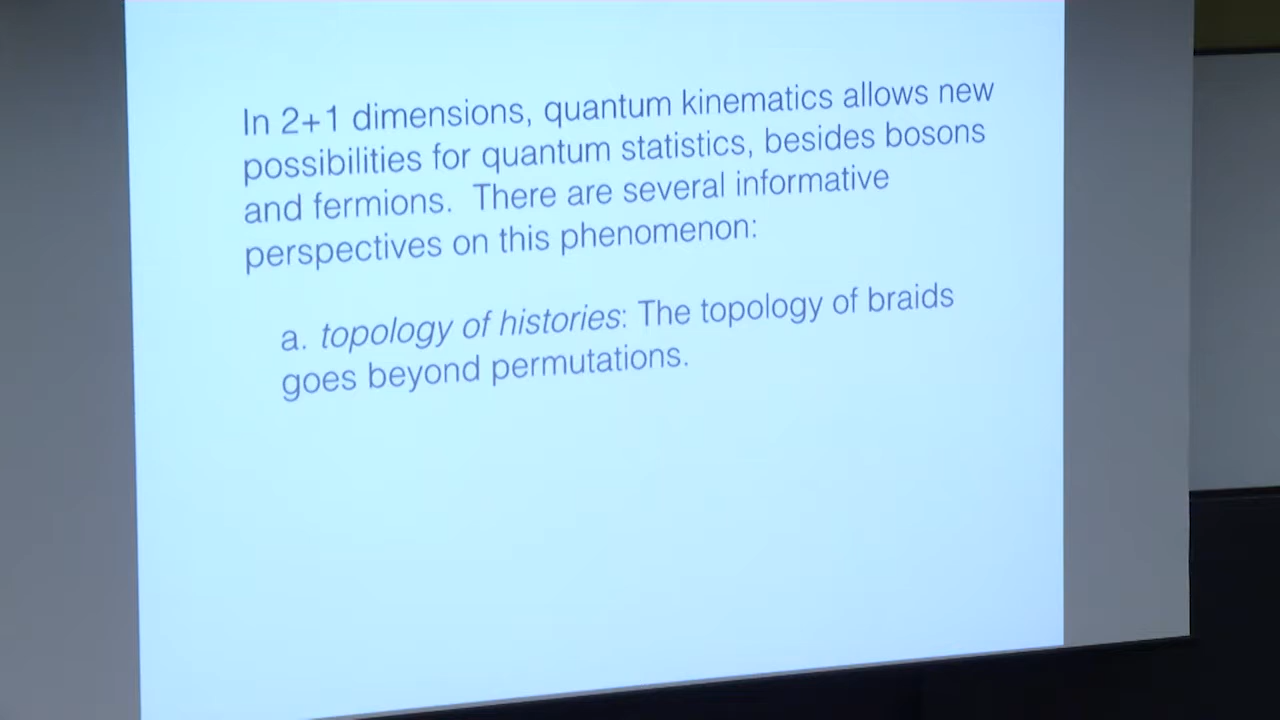 In 2+1 dimensions, quantum kinematics allows new
possibilities for quantum statistics, besides bosons
and fermions. There are several informative
perspectives on this phenomenon:
a. topology of histories: The topology of braids
goes beyond permutations.